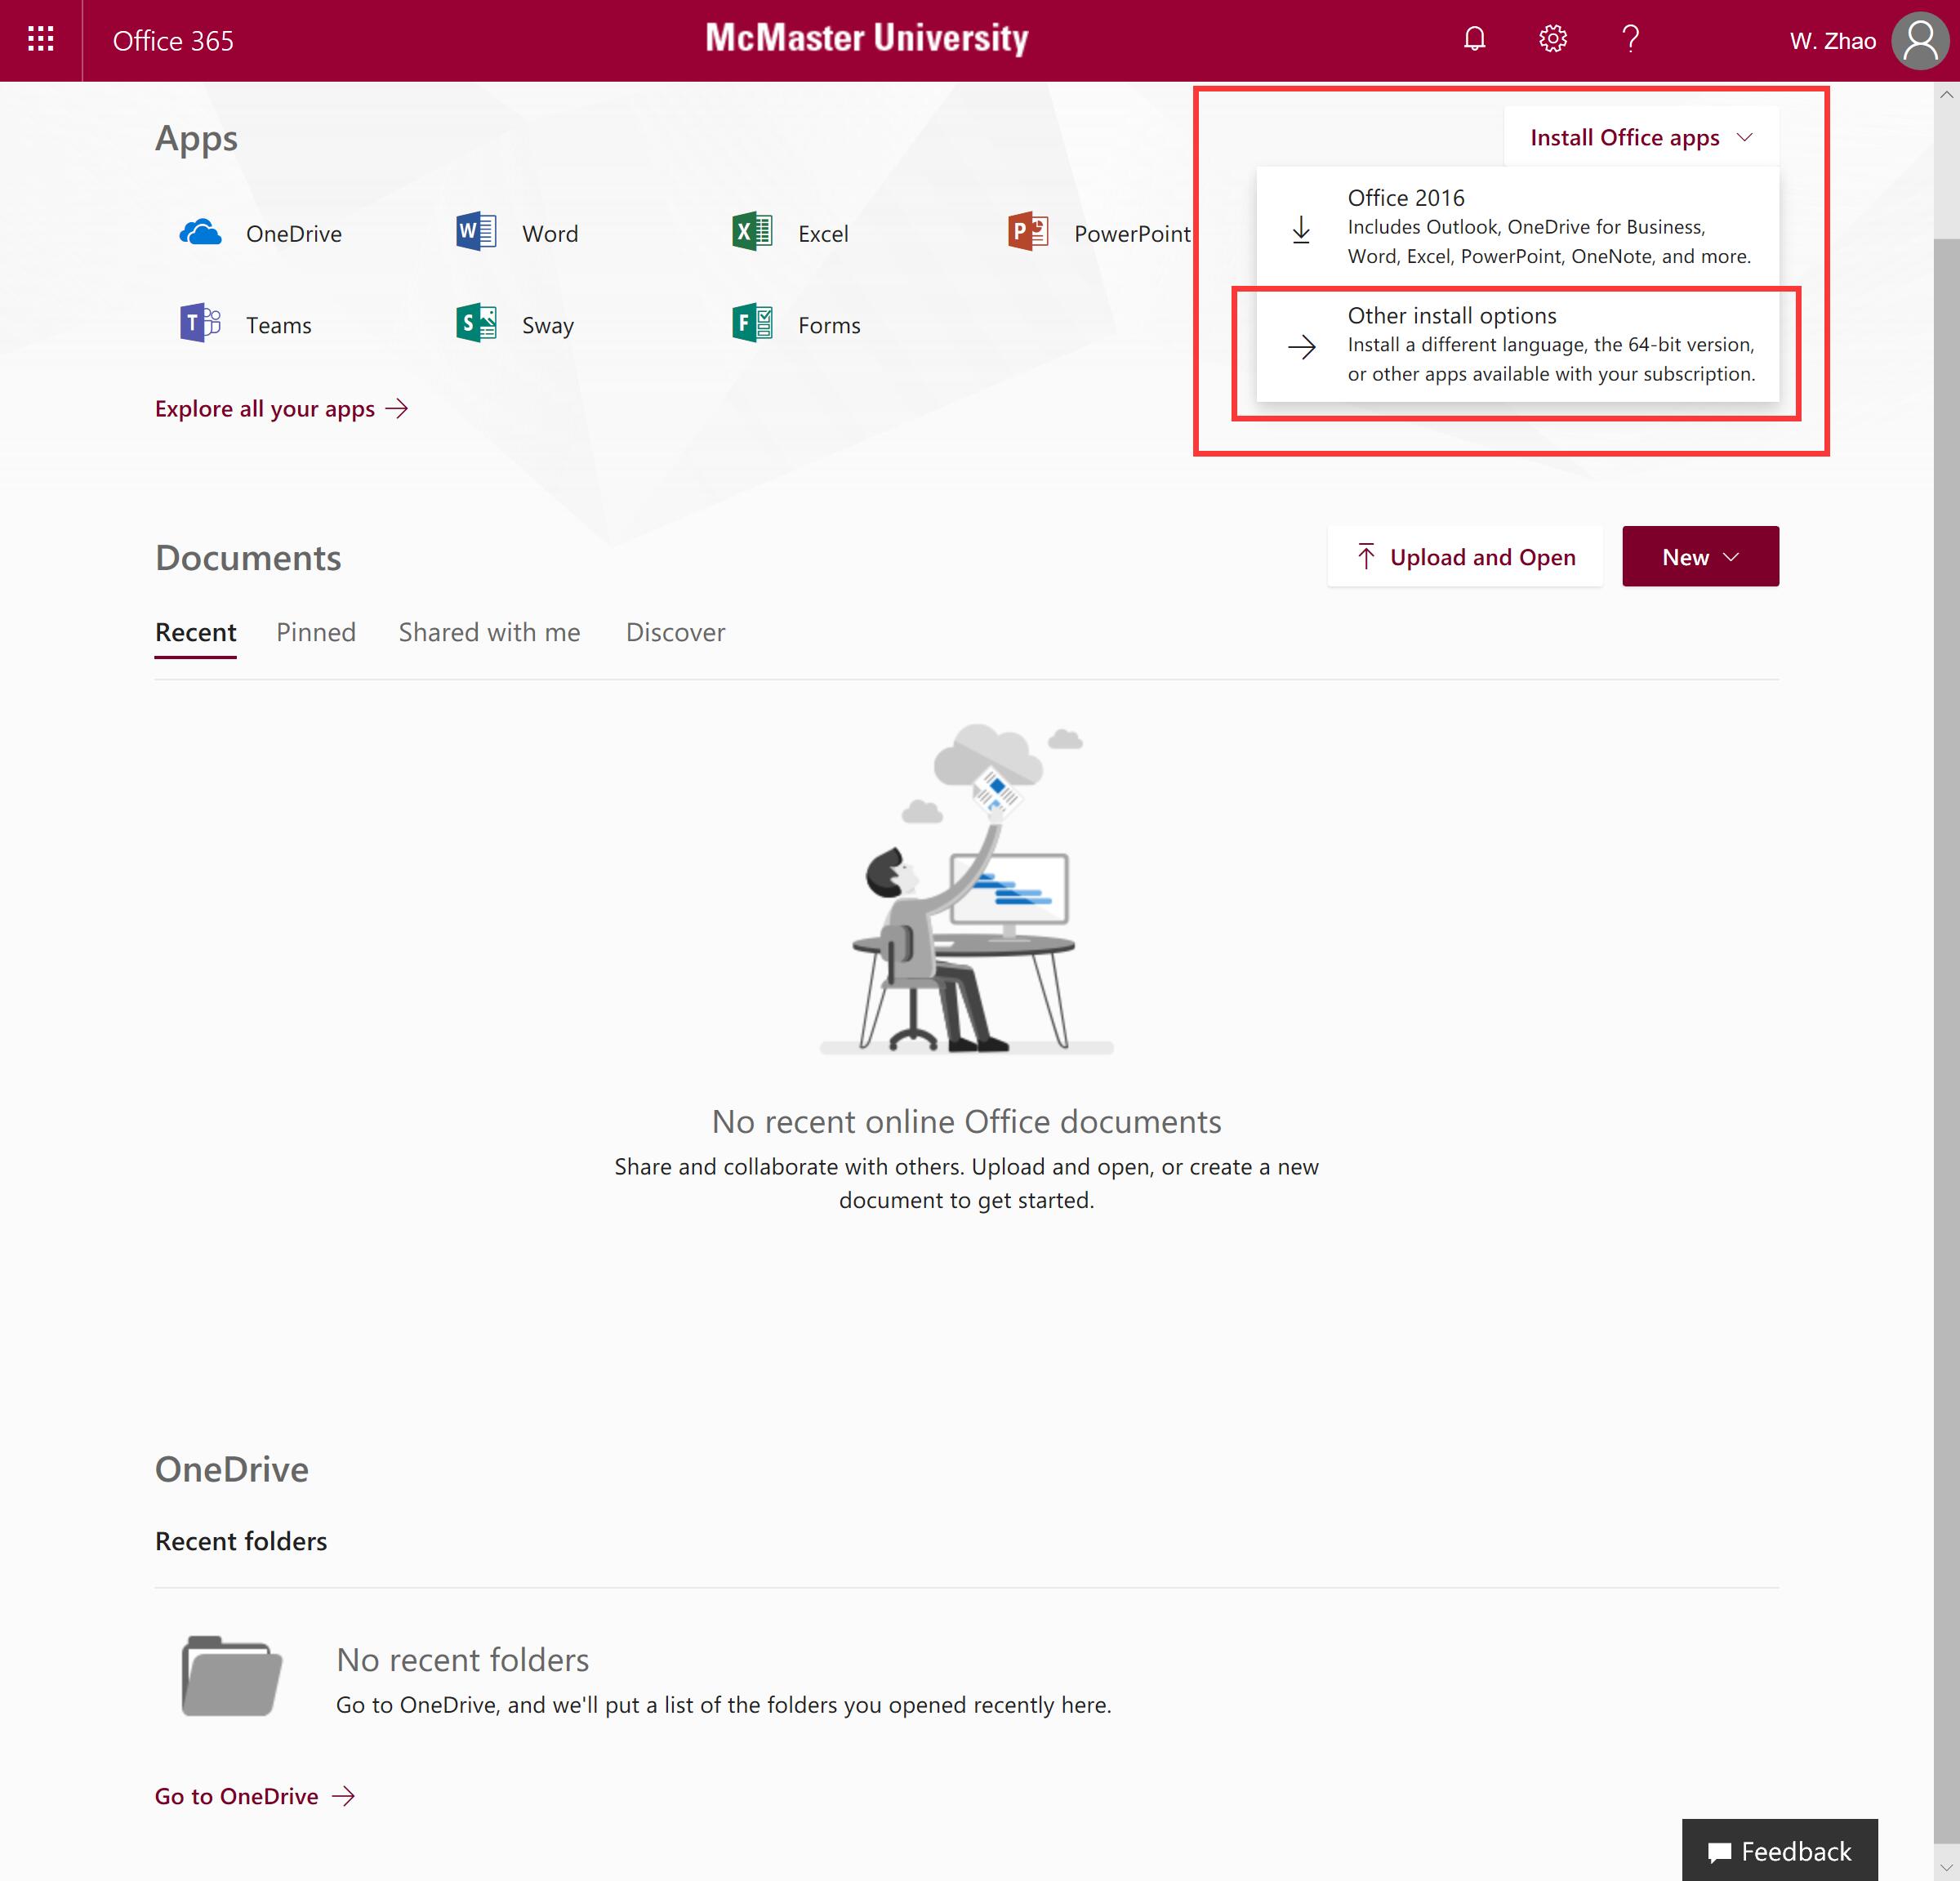 Office 365
McMaster University
W. Zhao
Apps
Install Office apps
Office 2016
Includes Outlook, OneDrive for Business,
Word, Excel, PowerPoint, OneNote, and more.
OneDrive
Word
Excel
PowerPoint
Other install options
Install a different language, the 64-bit version,
or other apps available with your subscription.
Teams
Sway
Forms
Explore all your apps
Documents
Upload and Open
New
Recent
Pinned
Shared with me
Discover
No recent online Office documents
Share and collaborate with others. Upload and open, or create a new
document to get started.
OneDrive
Recent folders
No recent folders
Go to OneDrive, and we'll put a list of the folders you opened recently here.
Go to OneDrive
Feedback